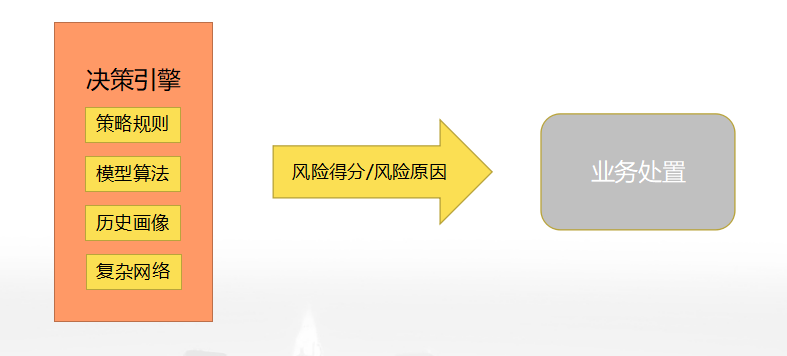 决策引擎
策略规则
模型算法
历史画像
复杂网络
风险得分/风险原因
业务处置